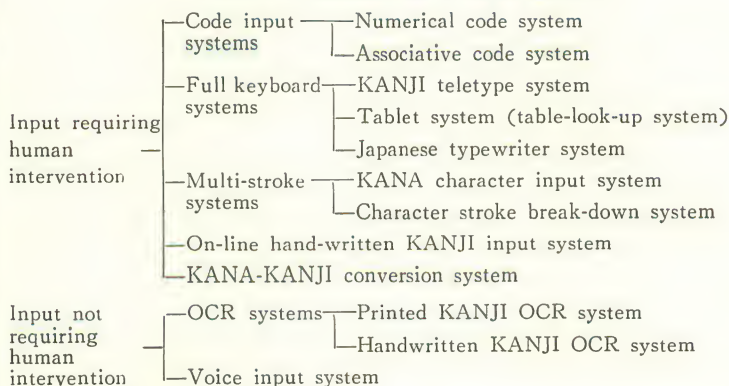 Code input systems
Numerical code system
Associative code system
Full keyboard systems
KANJI teletype system
Tablet system (table-look-up system)
Japanese typewriter system
Input requiring human intervention
Multi-stroke systems
KANA character input system
Character stroke break-down system
On-line hand-written KANJI input system
KANA-KANJI conversion system
Input not requiring human intervention
OCR systems
Printed KANJI OCR system
Handwritten KANJI OCR system
Voice input system